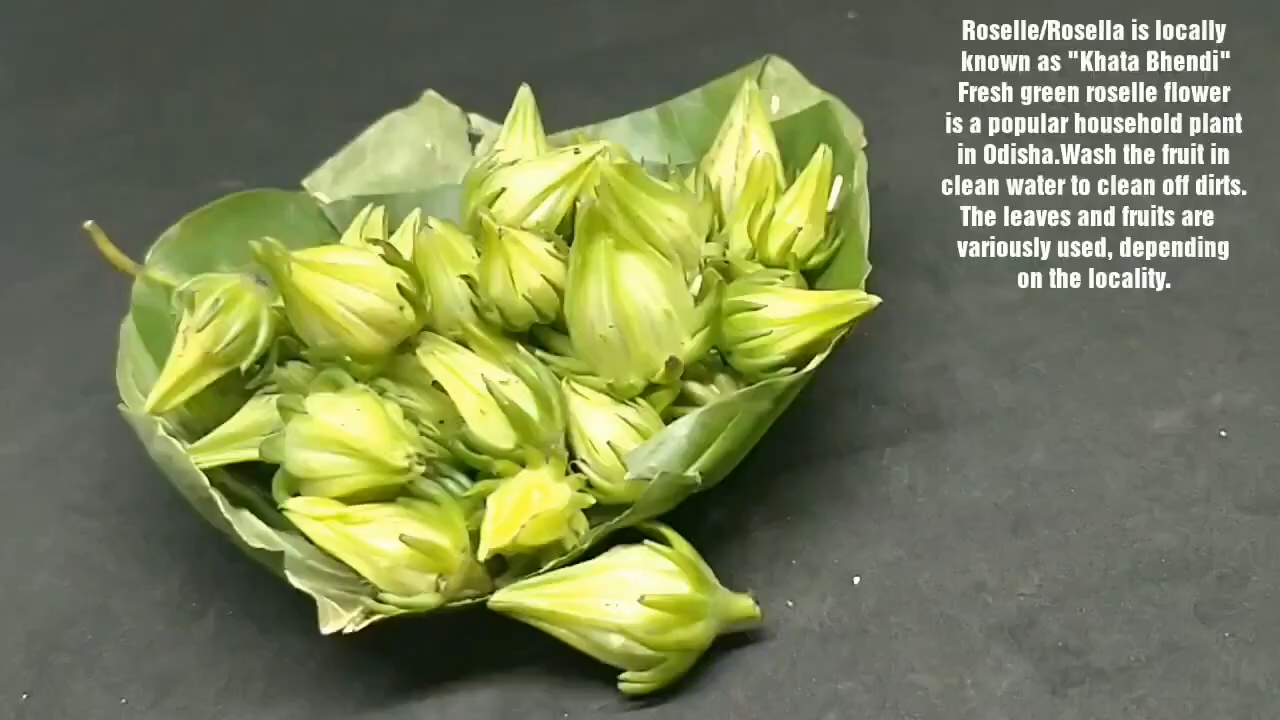 Roselle/Rosella is locally
known as "Khata Bhendi"
Fresh green roselle flower
is a popular household plant
in Odisha.Wash the fruit in
clean water to clean off dirts.
The leaves and fruits are
variously used, depending
on the locality.